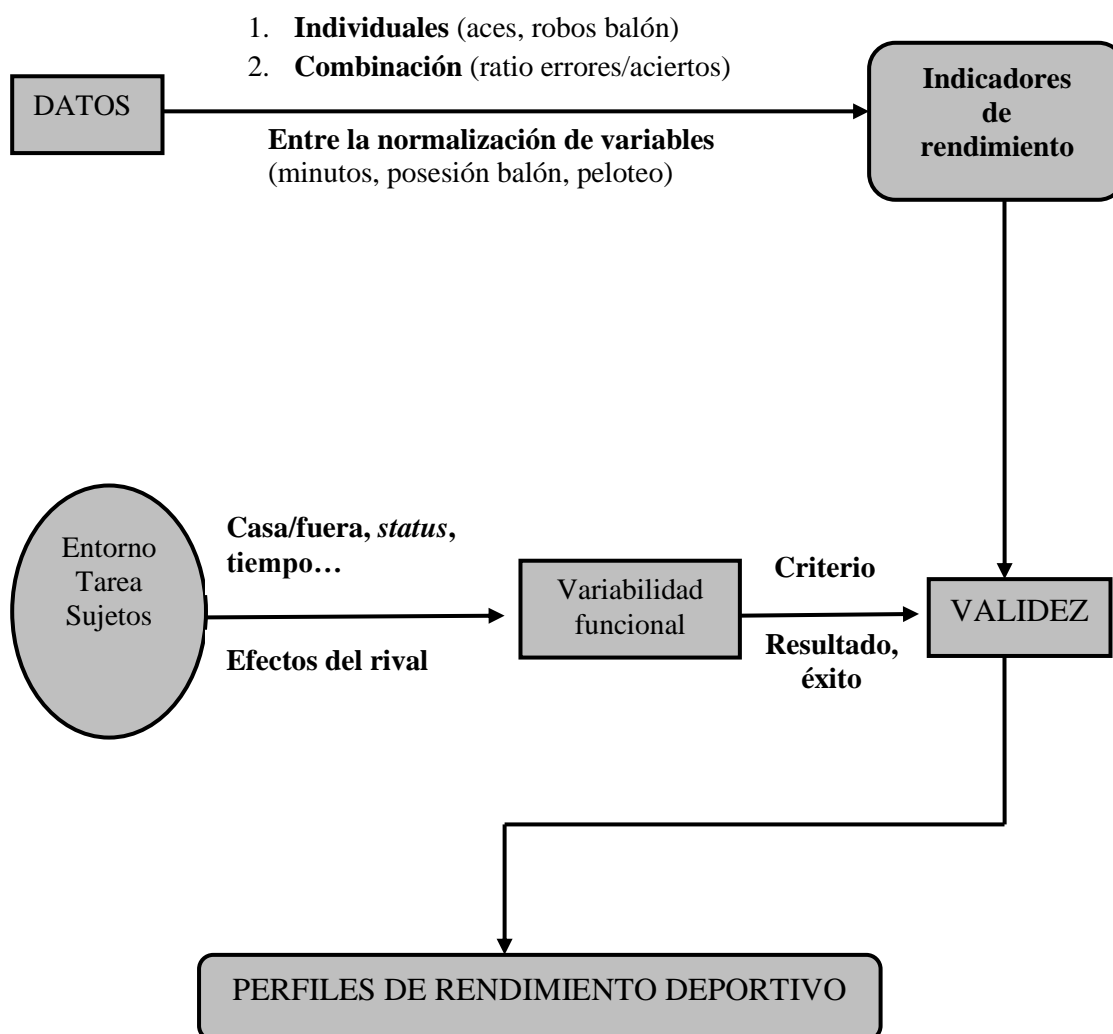 1. Individuales (aces, robos balón)
2. Combinación (ratio errores/aciertos)
DATOS
Entre la normalización de variables
(minutos, posesión balón, peloteo)
Indicadores
de
rendimiento
Entorno
Tarea
Sujetos
Casa/fuera, status,
tiempo…
Efectos del rival
Variabilidad
funcional
Criterio
Resultado,
éxito
VALIDEZ
PERFILES DE RENDIMIENTO DEPORTIVO